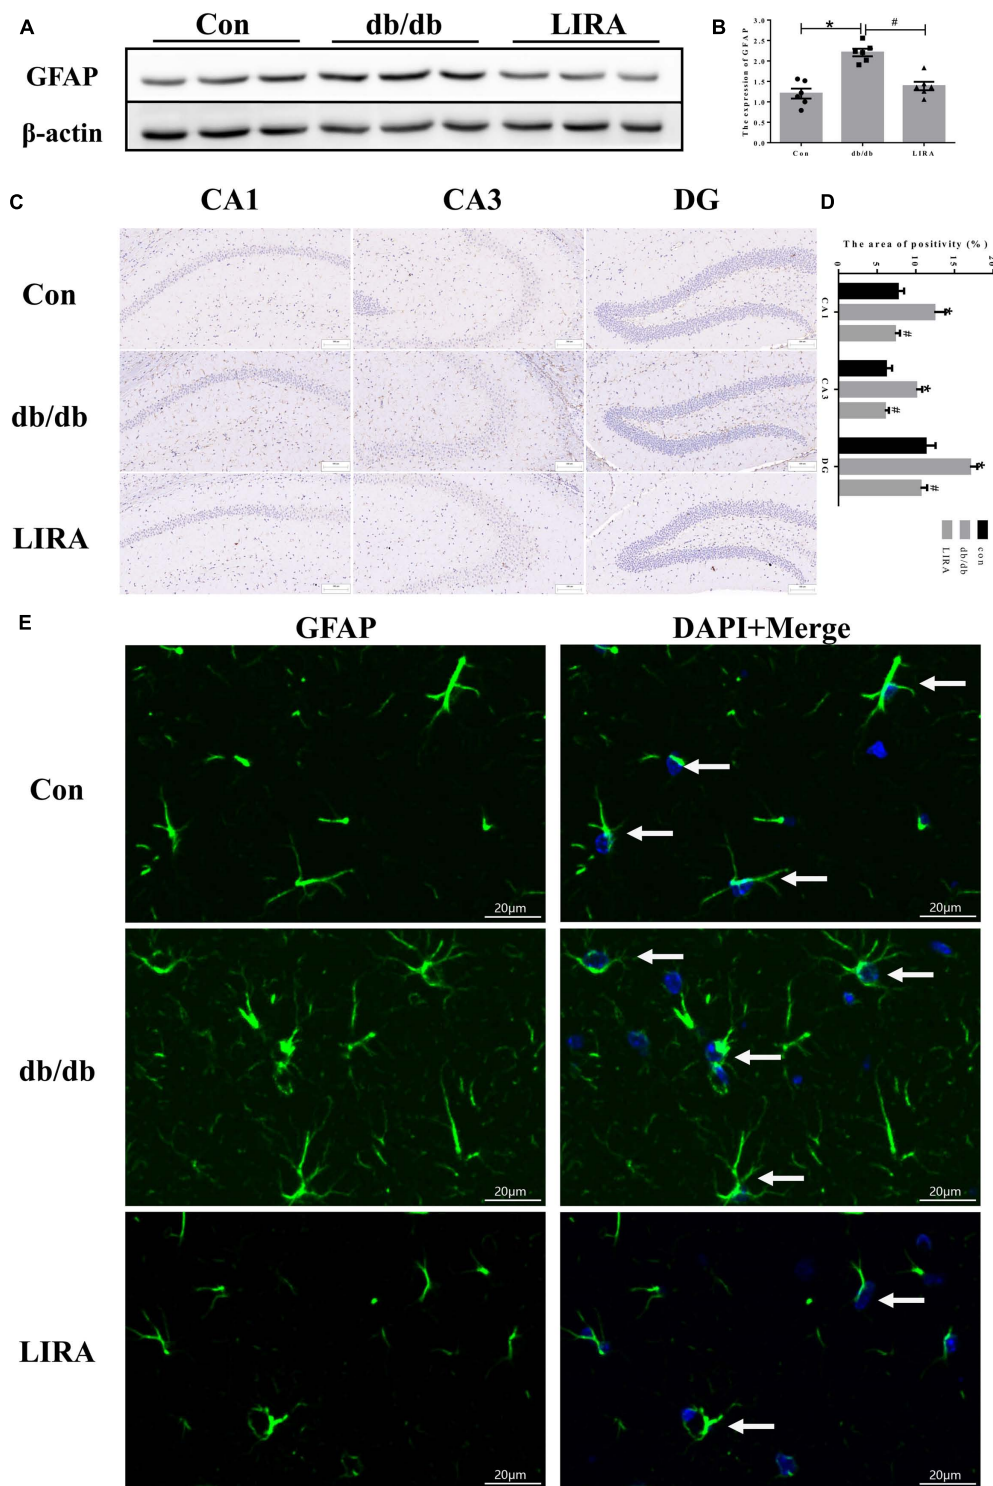 A
Con db/db LIRA
GFAP
β-actin
B
The expression of GFAP
3.0
2.5
2.0
1.5
1.0
0.5
0.0
* #
Con db/db LIRA
C
CA1 CA3 DG
Con
db/db
LIRA
D
The area of positivity (%)
0 5 10 15 20
CA1
*
#
CA3
*
#
DG
*
#
con
db/db
LIRA
E
GFAP DAPI+Merge
Con
20μm 20μm
db/db
20μm 20μm
LIRA
20μm 20μm